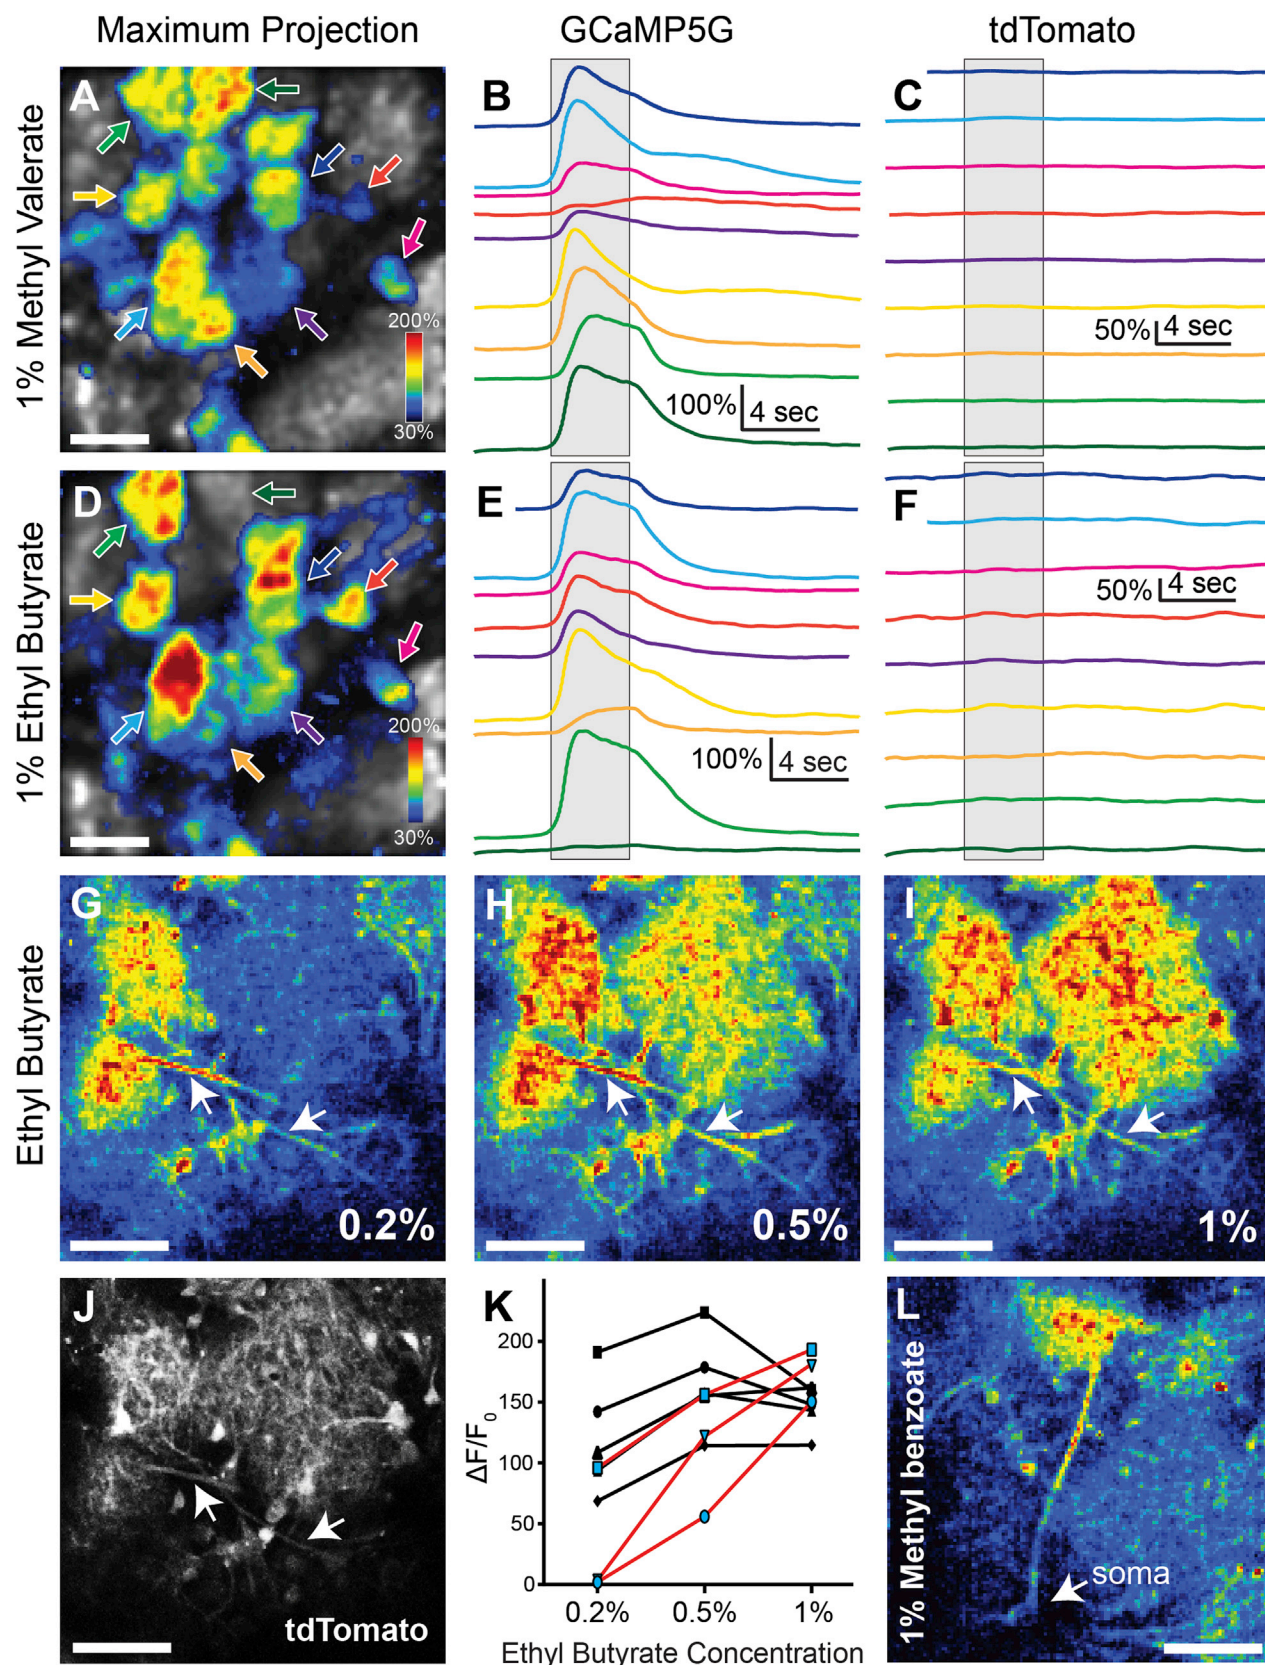 Maximum Projection
GCaMP5G
tdTomato
1% Methyl Valerate
A
200%
30%
B
100%
4 sec
C
50%
4 sec
1% Ethyl Butyrate
D
200%
30%
E
100%
4 sec
F
50%
4 sec
Ethyl Butyrate
G
0.2%
H
0.5%
I
1%
J
tdTomato
K
ΔF/F0
200
150
100
50
0
0.2%
0.5%
1%
Ethyl Butyrate Concentration
L
1% Methyl benzoate
soma